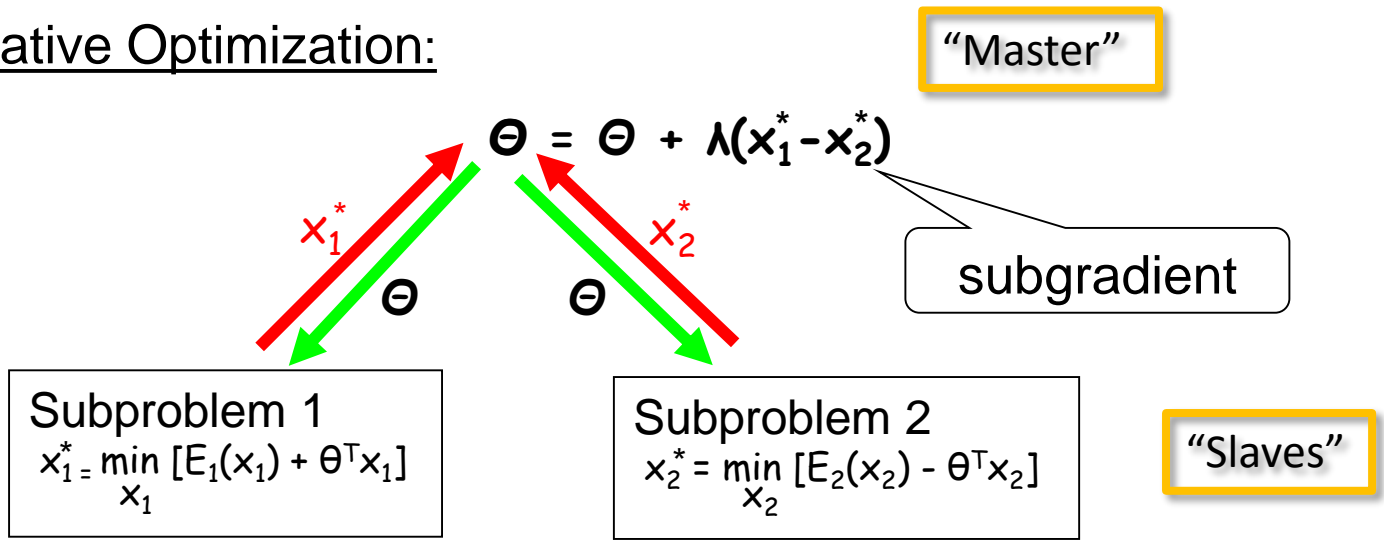 ative Optimization:
“Master”
Θ = Θ + λ(x₁*-x₂*)
x₁*
x₂*
Θ
Θ
subgradient
Subproblem 1
x₁* = min [E₁(x₁) + θᵀx₁]
x₁
Subproblem 2
x₂* = min [E₂(x₂) - θᵀx₂]
x₂
“Slaves”